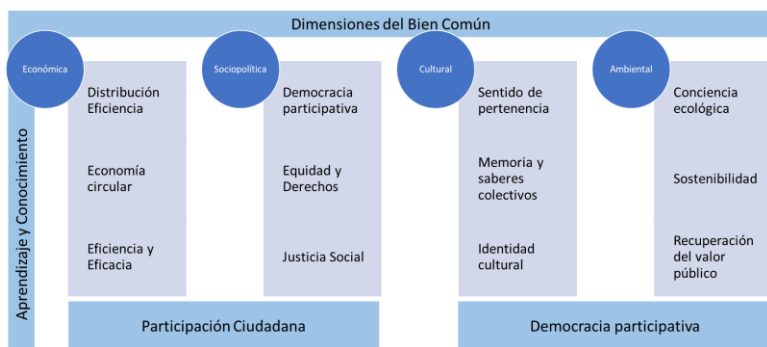 Dimensiones del Bien Común
Económica
Distribución
Eficiencia
Economía
circular
Eficiencia y
Eficacia
Sociopolítica
Democracia
participativa
Equidad y
Derechos
Justicia Social
Cultural
Sentido de
pertenencia
Memoria y
saberes
colectivos
Identidad
cultural
Ambiental
Conciencia
ecológica
Sostenibilidad
Recuperación
del valor
público
Aprendizaje y Conocimiento
Participación Ciudadana
Democracia participativa